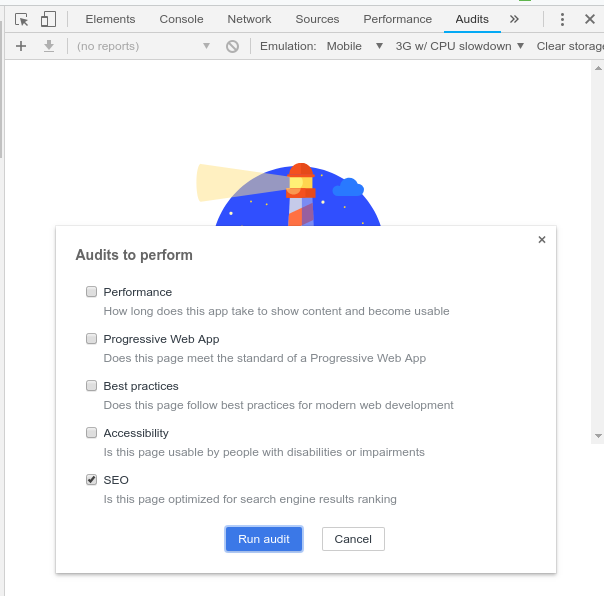 Elements Console Network Sources Performance Audits »
(no reports) Emulation: Mobile 3G w/ CPU slowdown Clear storage
Audits to perform
Performance
How long does this app take to show content and become usable
Progressive Web App
Does this page meet the standard of a Progressive Web App
Best practices
Does this page follow best practices for modern web development
Accessibility
Is this page usable by people with disabilities or impairments
SEO
Is this page optimized for search engine results ranking
Run audit Cancel